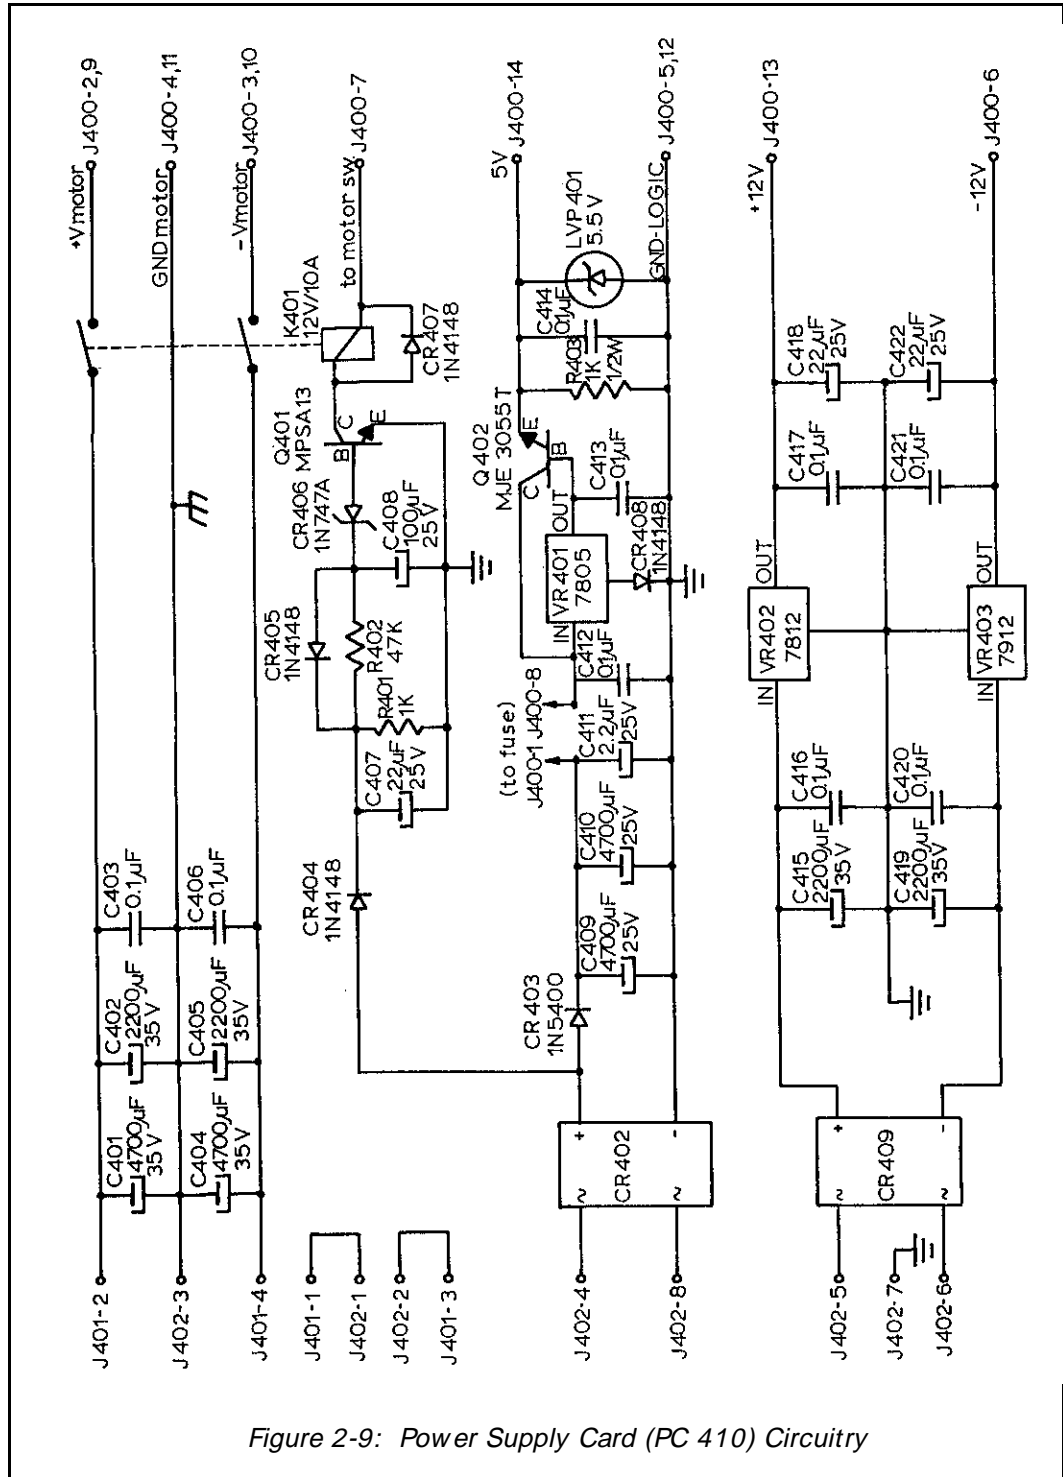 J401-2
J402-3
J401-4
J401-1
J402-1
J402-2
J401-3
J402-4
J402-8
J402-5
J402-7
J402-6
C401
4700µF
35V
C402
2200µF
35V
C403
0.1µF
C404
4700µF
35V
C405
2200µF
35V
C406
0.1µF
+Vmotor
J400-2,9
GNDmotor
J400-4,11
-Vmotor
J400-3,10
K401
12V/10A
to motor sw.
J400-7
CR407
1N4148
Q401
MPSA13
B
C
E
CR406
1N747A
C408
100µF
25V
CR405
1N4148
R402
47K
R401
1K
C407
22µF
25V
CR404
1N4148
CR403
1N5400
CR402
~
~
+
-
C409
4700µF
25V
C410
4700µF
25V
C411
2.2µF
25V
(to fuse)
J400-1
J400-8
C412
0.1µF
IN
VR401
7805
OUT
CR408
1N4148
C413
0.1µF
Q402
MJE 3055T
C
B
E
R403
1K
1/2W
C414
0.1µF
LVP401
5.5V
5V
J400-14
GND-LOGIC
J400-5,12
CR409
~
~
+
-
C415
2200µF
35V
C416
0.1µF
C419
2200µF
35V
C420
0.1µF
IN
VR402
7812
OUT
IN
VR403
7912
OUT
C417
0.1µF
C418
22µF
25V
C421
0.1µF
C422
22µF
25V
+12V
J400-13
-12V
J400-6
Figure 2-9: Power Supply Card (PC 410) Circuitry